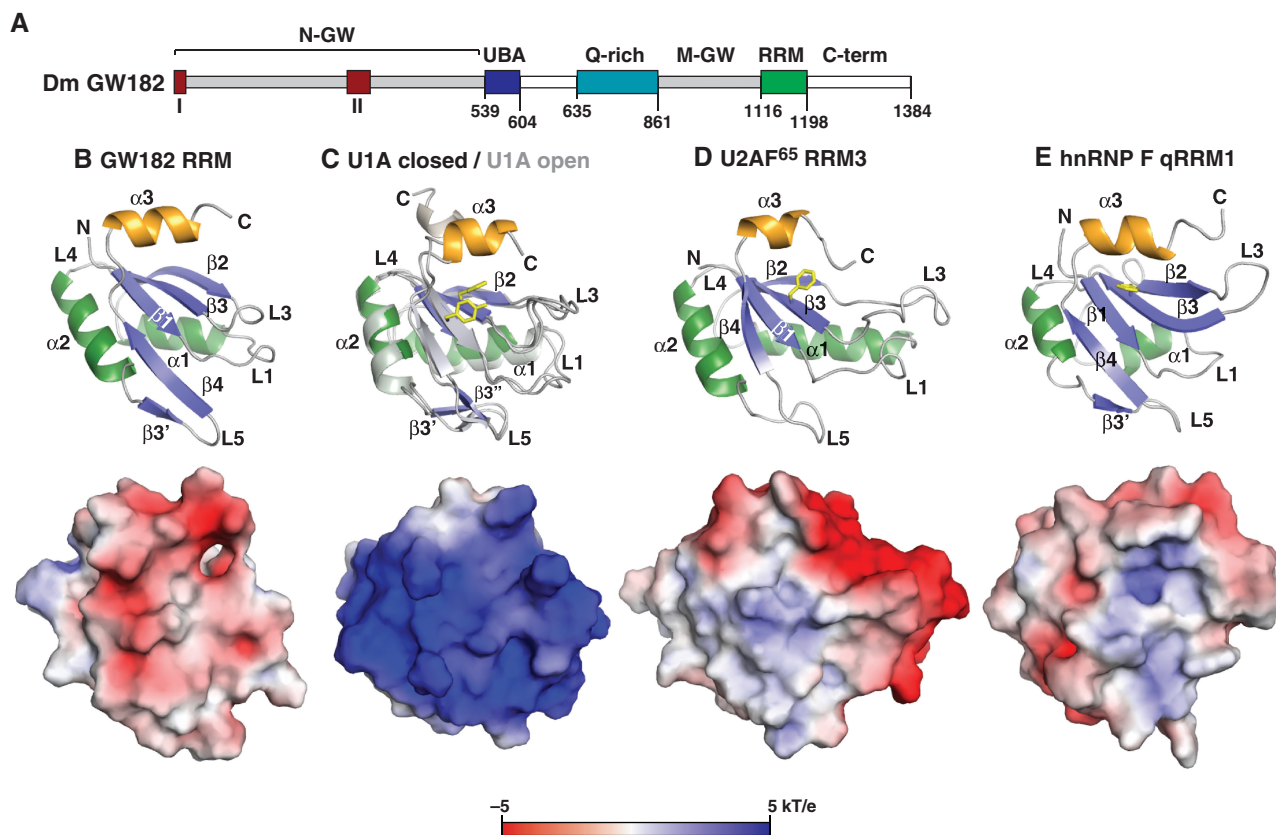 A
N-GW
UBA
Q-rich
M-GW
RRM
C-term
Dm GW182
I
II
539
604
635
861
1116
1198
1384
B GW182 RRM
C U1A closed / U1A open
D U2AF⁶⁵ RRM3
E hnRNP F qRRM1
α3
N
C
L4
β2
β3
L3
β1
α2
α1
L1
β4
β3'
L5
C
α3
C
L4
β2
L3
α2
α1
L1
β3''
β3'
L5
α3
N
C
β2
L3
L4
β3
β4
β1
α2
α1
L1
L5
α3
N
C
L3
L4
β2
β3
β1
α2
α1
L1
β4
β3'
L5
–5
5 kT/e